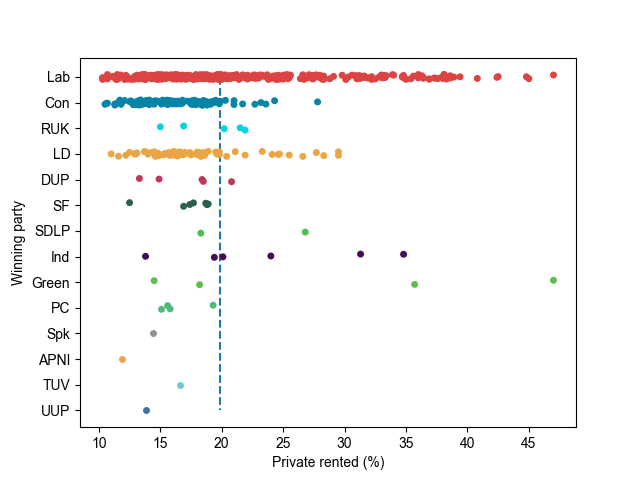 Lab
Con
RUK
LD
DUP
SF
SDLP
Ind
Green
PC
Spk
APNI
TUV
UUP
Winning party
10 15 20 25 30 35 40 45
Private rented (%)